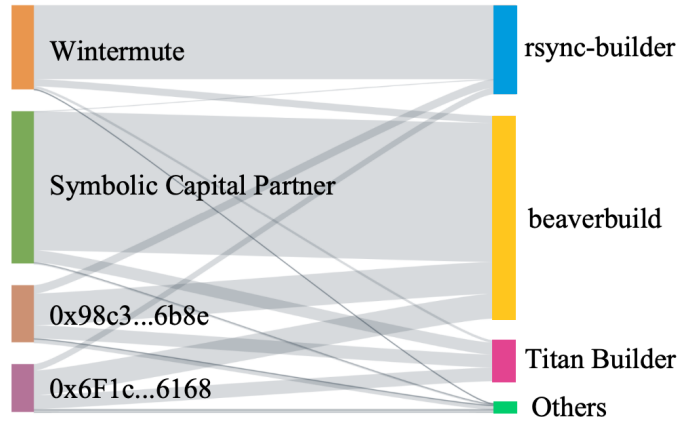 Wintermute
Symbolic Capital Partner
0x98c3...6b8e
0x6F1c...6168
rsync-builder
beaverbuild
Titan Builder
Others